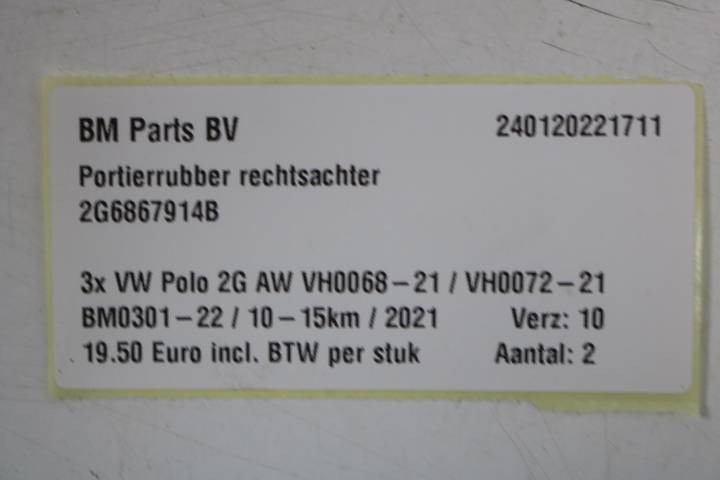 BM Parts BV 240120221711
Portierrubber rechtsachter
2G6867914B
3x VW Polo 2G AW VH0068-21 / VH0072-21
BM0301-22 / 10-15km / 2021 Verz: 10
19.50 Euro incl. BTW per stuk Aantal: 2